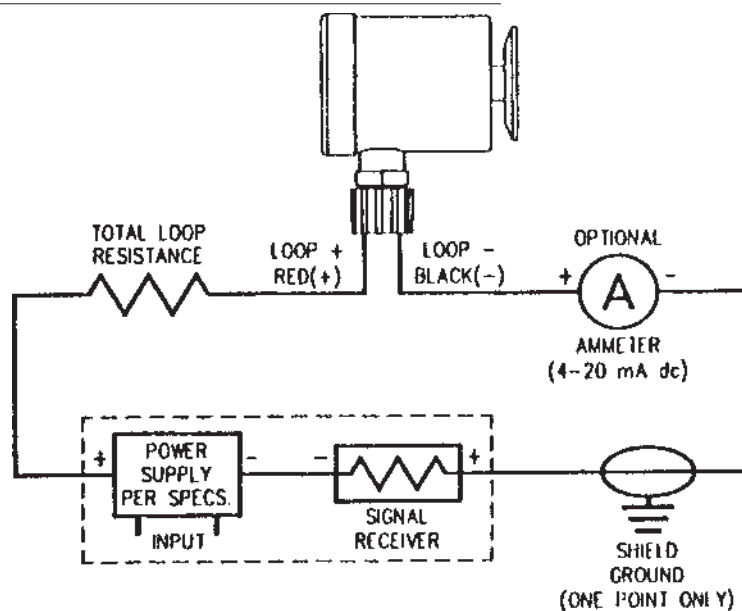 TOTAL LOOP
RESISTANCE
LOOP +
RED(+)
LOOP -
BLACK(-)
OPTIONAL
+
A
-
AMMETER
(4-20 mA dc)
+
POWER
SUPPLY
PER SPECS.
-
INPUT
-
+
SIGNAL
RECEIVER
SHIELD
GROUND
(ONE POINT ONLY)